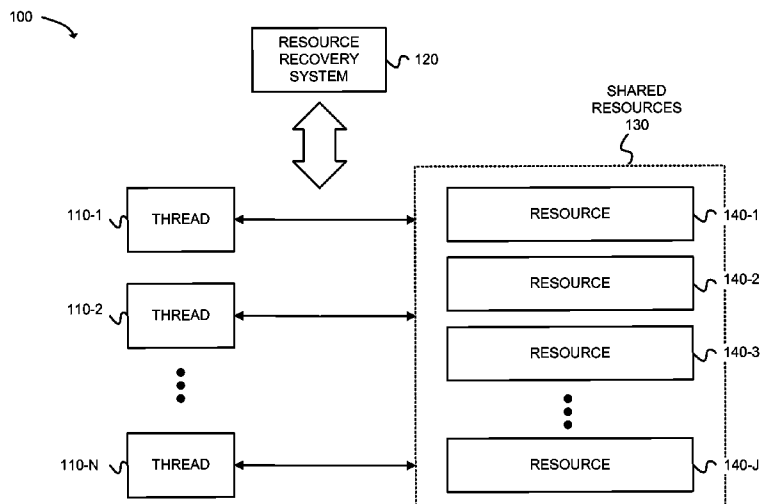 100
RESOURCE
RECOVERY
SYSTEM
120
SHARED
RESOURCES
130
110-1
THREAD
RESOURCE
140-1
110-2
THREAD
RESOURCE
140-2
RESOURCE
140-3
110-N
THREAD
RESOURCE
140-J